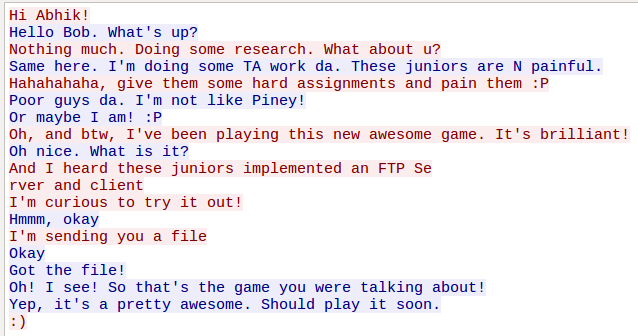 Hi Abhik!
Hello Bob. What's up?
Nothing much. Doing some research. What about u?
Same here. I'm doing some TA work da. These juniors are N painful.
Hahahahaha, give them some hard assignments and pain them :P
Poor guys da. I'm not like Piney!
Or maybe I am! :P
Oh, and btw, I've been playing this new awesome game. It's brilliant!
Oh nice. What is it?
And I heard these juniors implemented an FTP Se
rver and client
I'm curious to try it out!
Hmmm, okay
I'm sending you a file
Okay
Got the file!
Oh! I see! So that's the game you were talking about!
Yep, it's a pretty awesome. Should play it soon.
:)